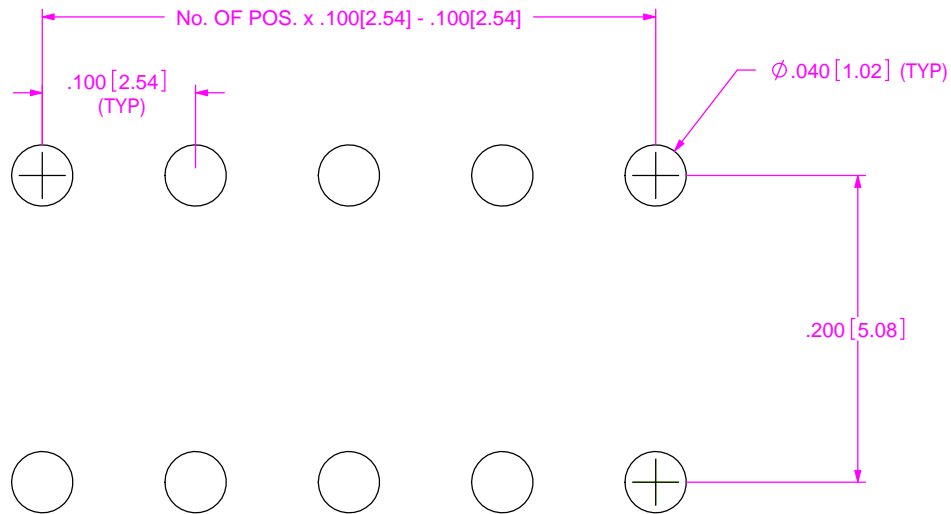 No. OF POS. x .100[2.54] - .100[2.54]
.100 [2.54]
(TYP)
∅.040 [1.02] (TYP)
.200 [5.08]